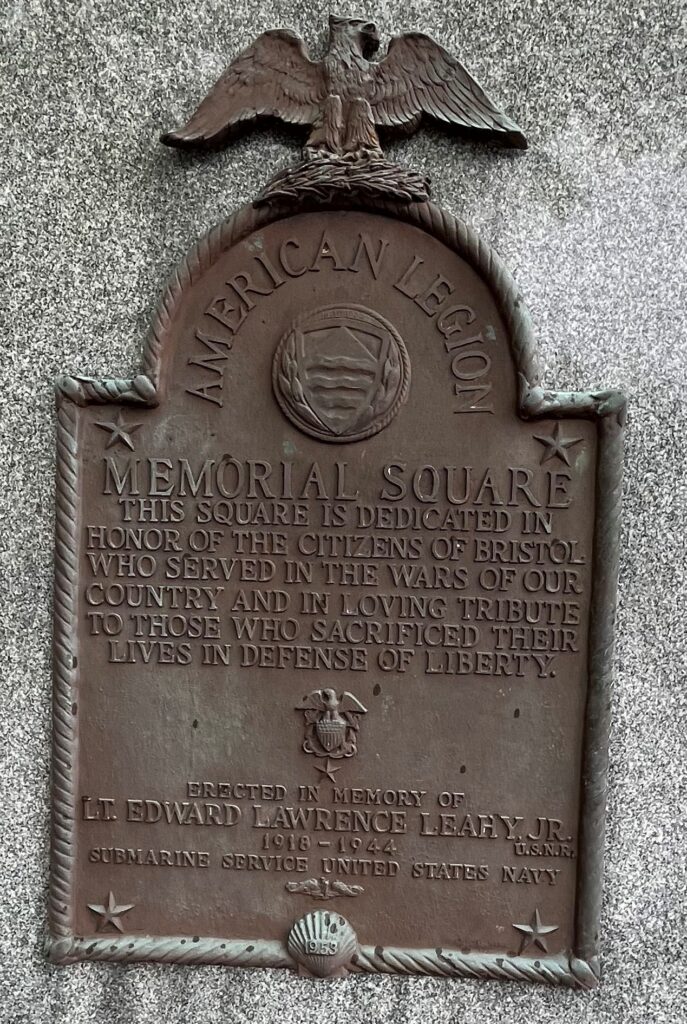 AMERICAN LEGION
MEMORIAL SQUARE
THIS SQUARE IS DEDICATED IN
HONOR OF THE CITIZENS OF BRISTOL
WHO SERVED IN THE WARS OF OUR
COUNTRY AND IN LOVING TRIBUTE
TO THOSE WHO SACRIFICED THEIR
LIVES IN DEFENSE OF LIBERTY.
ERECTED IN MEMORY OF
LT. EDWARD LAWRENCE LEAHY, JR.
U.S.N.R.
1918 - 1944
SUBMARINE SERVICE UNITED STATES NAVY
1953